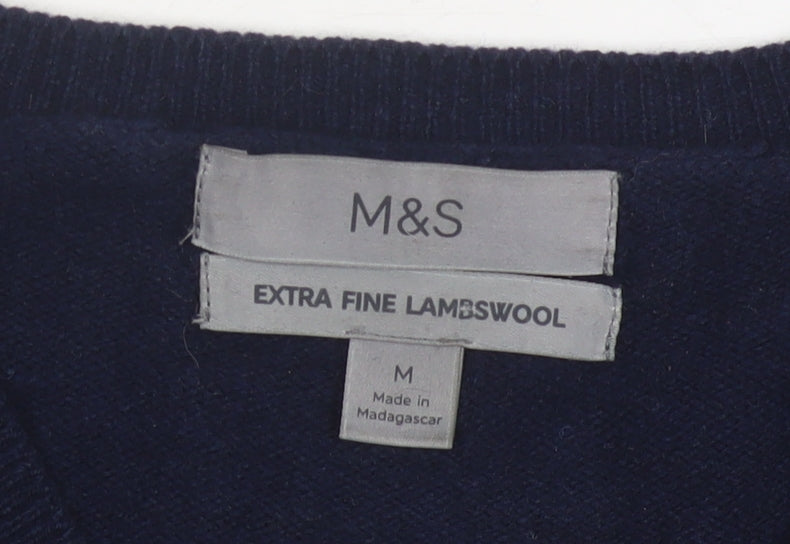 M&S
EXTRA FINE LAMBSWOOL
M
Made in
Madagascar